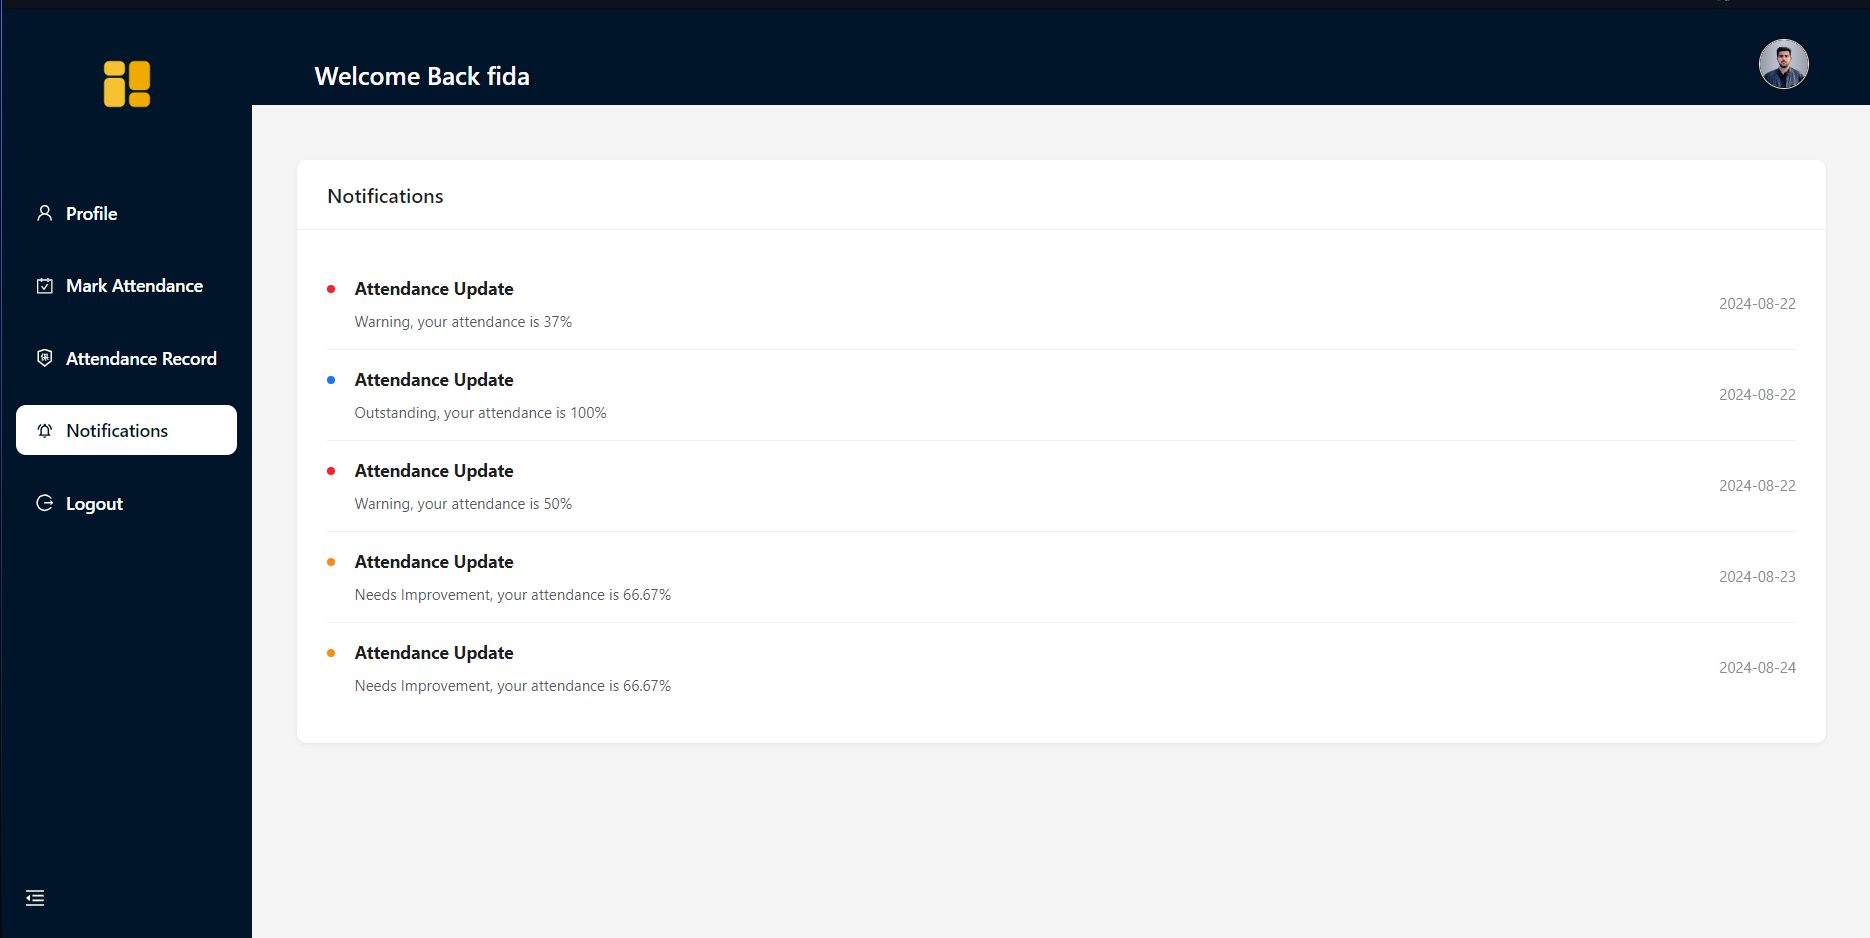 Welcome Back fida
Profile
Mark Attendance
Attendance Record
Notifications
Logout
Notifications
Attendance Update
Warning, your attendance is 37%
2024-08-22
Attendance Update
Outstanding, your attendance is 100%
2024-08-22
Attendance Update
Warning, your attendance is 50%
2024-08-22
Attendance Update
Needs Improvement, your attendance is 66.67%
2024-08-23
Attendance Update
Needs Improvement, your attendance is 66.67%
2024-08-24